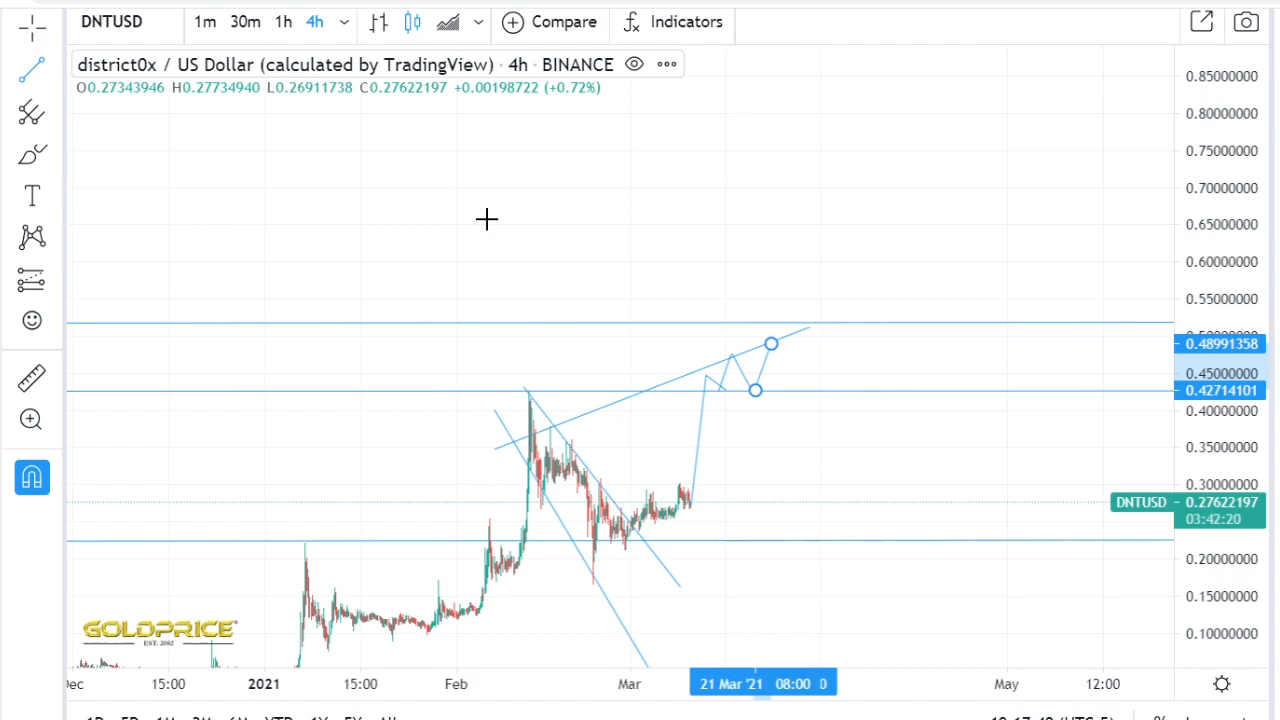 DNTUSD 1m 30m 1h 4h Compare Indicators
district0x / US Dollar (calculated by TradingView) · 4h · BINANCE
O0.27343946 H0.27734940 L0.26911738 C0.27622197 +0.00198722 (+0.72%)
0.85000000
0.80000000
0.75000000
0.70000000
0.65000000
0.60000000
0.55000000
0.48991358
0.45000000
0.42714101
0.40000000
0.35000000
0.30000000
DNTUSD 0.27622197
03:42:20
0.20000000
0.15000000
0.10000000
GOLDPRICE
EST. 2002
15:00 2021 15:00 Feb Mar 21 Mar '21 08:00 0 May 12:00